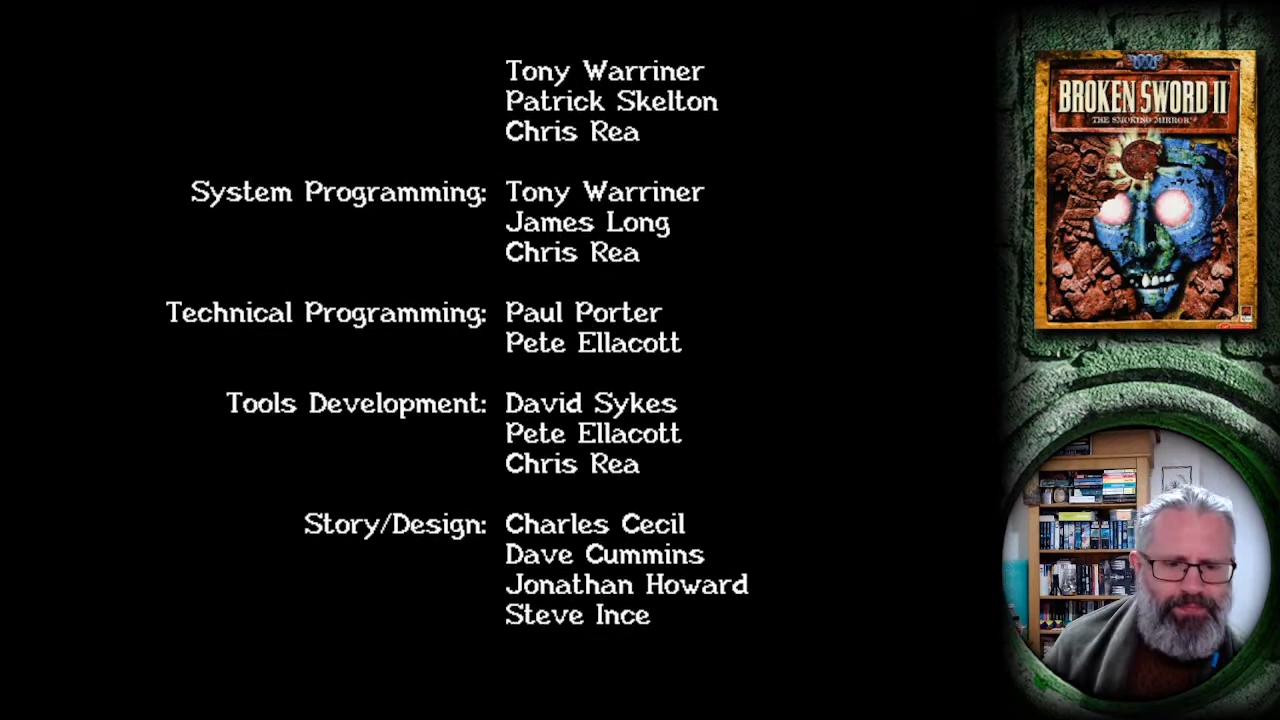 Tony Warriner
Patrick Skelton
Chris Rea
System Programming: Tony Warriner
James Long
Chris Rea
Technical Programming: Paul Porter
Pete Ellacott
Tools Development: David Sykes
Pete Ellacott
Chris Rea
Story/Design: Charles Cecil
Dave Cummins
Jonathan Howard
Steve Ince
BROKEN SWORD II
THE SMOKING MIRROR